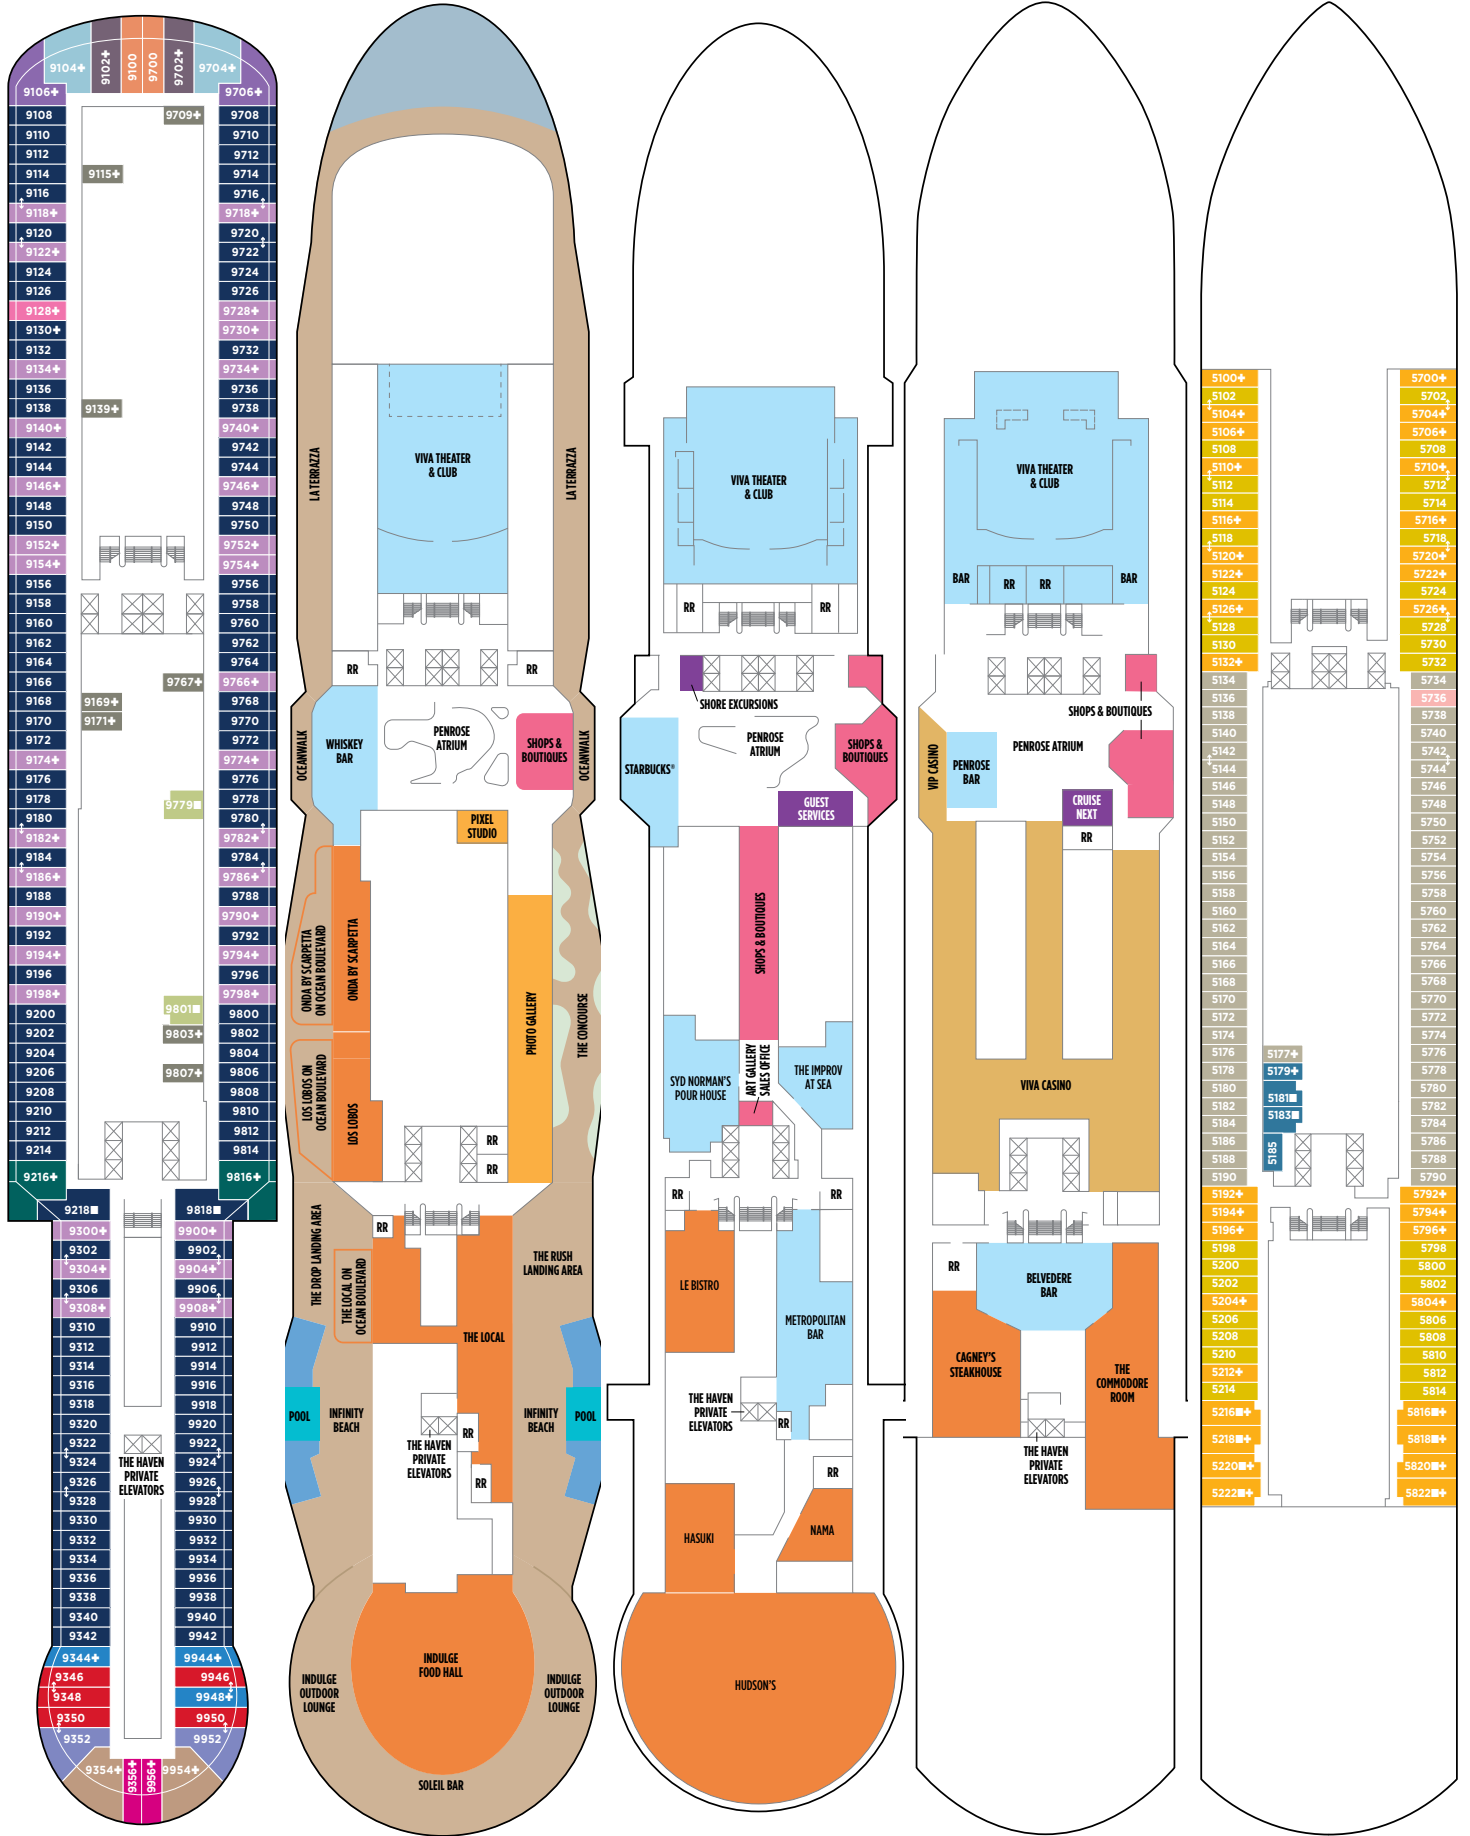 9104✚
9102✚
9100
9700
9702✚
9704✚
9106✚
9108
9110
9112
9114
9116
9118✚
9120
9122✚
9124
9126
9128✚
9130✚
9132
9134✚
9136
9138
9140✚
9142
9144
9146✚
9148
9150
9152✚
9154✚
9156
9158
9160
9162
9164
9166
9168
9170
9172
9174✚
9176
9178
9180
9182✚
9184
9186✚
9188
9190✚
9192
9194✚
9196
9198✚
9200
9202
9204
9206
9208
9210
9212
9214
9216✚
9218■
9300✚
9302
9304✚
9306
9308✚
9310
9312
9314
9316
9318
9320
9322
9324
9326
9328
9330
9332
9334
9336
9338
9340
9342
9344✚
9346
9348
9350
9352
9354✚
9356✚
9709✚
9115✚
9139✚
9767✚
9169✚
9171✚
9779■
9801■
9803✚
9807✚
THE HAVEN
PRIVATE
ELEVATORS
9706✚
9708
9710
9712
9714
9716
9718✚
9720
9722
9724
9726
9728✚
9730✚
9732
9734✚
9736
9738
9740✚
9742
9744
9746✚
9748
9750
9752✚
9754✚
9756
9758
9760
9762
9764
9766✚
9768
9770
9772
9774✚
9776
9778
9780
9782✚
9784
9786✚
9788
9790✚
9792
9794✚
9796
9798✚
9800
9802
9804
9806
9808
9810
9812
9814
9816✚
9818■
9900✚
9902
9904✚
9906
9908✚
9910
9912
9914
9916
9918
9920
9922
9924
9926
9928
9930
9932
9934
9936
9938
9940
9942
9944✚
9946
9948✚
9950
9952
9954✚
9956✚
LA TERRAZZA
VIVA THEATER
& CLUB
LA TERRAZZA
RR
RR
OCEANWALK
WHISKEY
BAR
PENROSE
ATRIUM
SHOPS &
BOUTIQUES
OCEANWALK
PIXEL
STUDIO
ONDA BY SCARPETTA
ON OCEAN BOULEVARD
ONDA BY SCARPETTA
PHOTO GALLERY
THE CONCOURSE
LOS LOBOS ON
OCEAN BOULEVARD
LOS LOBOS
RR
RR
THE DROP LANDING AREA
RR
THE LOCAL ON
OCEAN BOULEVARD
THE RUSH
LANDING AREA
THE LOCAL
POOL
INFINITY
BEACH
THE HAVEN
PRIVATE
ELEVATORS
RR
RR
INFINITY
BEACH
POOL
INDULGE
FOOD HALL
INDULGE
OUTDOOR
LOUNGE
INDULGE
OUTDOOR
LOUNGE
SOLEIL BAR
VIVA THEATER
& CLUB
RR
RR
SHORE EXCURSIONS
STARBUCKS®
PENROSE
ATRIUM
SHOPS &
BOUTIQUES
GUEST
SERVICES
SHOPS & BOUTIQUES
SYD NORMAN'S
POUR HOUSE
ART GALLERY
SALES OFFICE
THE IMPROV
AT SEA
RR
RR
LE BISTRO
METROPOLITAN
BAR
THE HAVEN
PRIVATE
ELEVATORS
RR
RR
HASUKI
NAMA
HUDSON'S
VIVA THEATER
& CLUB
BAR
RR
RR
BAR
SHOPS & BOUTIQUES
VIP CASINO
PENROSE
BAR
PENROSE ATRIUM
CRUISE
NEXT
RR
VIVA CASINO
RR
BELVEDERE
BAR
CAGNEY'S
STEAKHOUSE
THE
COMMODORE
ROOM
THE HAVEN
PRIVATE
ELEVATORS
5100✚
5102
5104✚
5106✚
5108
5110✚
5112
5114
5116✚
5118
5120✚
5122✚
5124
5126✚
5128
5130
5132✚
5134
5136
5138
5140
5142
5144
5146
5148
5150
5152
5154
5156
5158
5160
5162
5164
5166
5168
5170
5172
5174
5176
5178
5180
5182
5184
5186
5188
5190
5192✚
5194✚
5196✚
5198
5200
5202
5204✚
5206
5208
5210
5212✚
5214
5216■✚
5218■✚
5220■✚
5222■✚
5177✚
5179✚
5181■
5183■
5185
5700✚
5702
5704✚
5706✚
5708
5710✚
5712
5714
5716✚
5718
5720✚
5722✚
5724
5726✚
5728
5730
5732
5734
5736
5738
5740
5742
5744
5746
5748
5750
5752
5754
5756
5758
5760
5762
5764
5766
5768
5770
5772
5774
5776
5778
5780
5782
5784
5786
5788
5790
5792✚
5794✚
5796✚
5798
5800
5802
5804✚
5806
5808
5810
5812
5814
5816■✚
5818■✚
5820■✚
5822■✚